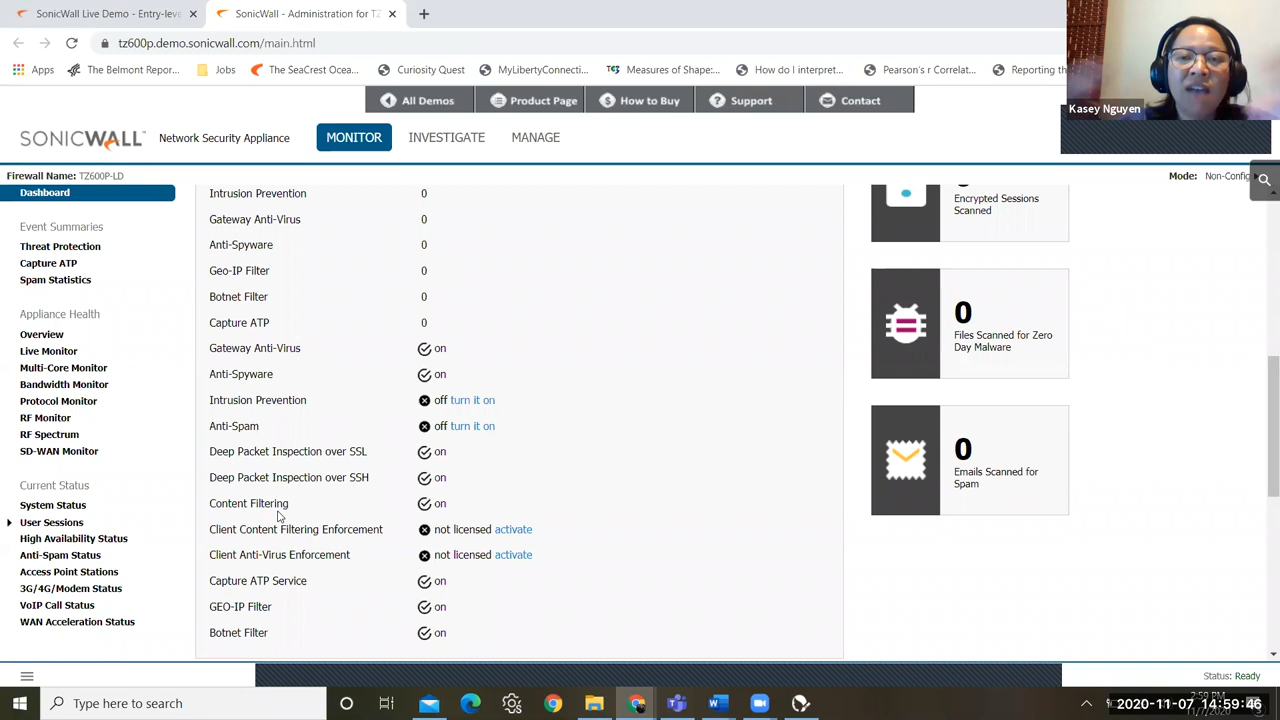 SonicWall Live Demo - Entry-leve
SonicWall - Administration for TZ
tz600p.demo.sonicwall.com/main.html
Apps
The Belmont Repor...
Jobs
The SeaCrest Ocea...
Curiosity Quest
MyLibertyConnecti...
Measures of Shape:...
How do I interpret...
Pearson's r Correlat...
Reporting th
Kasey Nguyen
All Demos
Product Page
How to Buy
Support
Contact
SONICWALL
Network Security Appliance
MONITOR
INVESTIGATE
MANAGE
Firewall Name: TZ600P-LD
Mode: Non-Config
Dashboard
Event Summaries
Threat Protection
Capture ATP
Spam Statistics
Appliance Health
Overview
Live Monitor
Multi-Core Monitor
Bandwidth Monitor
Protocol Monitor
RF Monitor
RF Spectrum
SD-WAN Monitor
Current Status
System Status
User Sessions
High Availability Status
Anti-Spam Status
Access Point Stations
3G/4G/Modem Status
VoIP Call Status
WAN Acceleration Status
Intrusion Prevention 0
Gateway Anti-Virus 0
Anti-Spyware 0
Geo-IP Filter 0
Botnet Filter 0
Capture ATP 0
Gateway Anti-Virus on
Anti-Spyware on
Intrusion Prevention off turn it on
Anti-Spam off turn it on
Deep Packet Inspection over SSL on
Deep Packet Inspection over SSH on
Content Filtering on
Client Content Filtering Enforcement not licensed activate
Client Anti-Virus Enforcement not licensed activate
Capture ATP Service on
GEO-IP Filter on
Botnet Filter on
Encrypted Sessions
Scanned
0
Files Scanned for Zero
Day Malware
0
Emails Scanned for
Spam
Status: Ready
Type here to search
2:59 PM
11/7/2020
2020-11-07 14:59:46